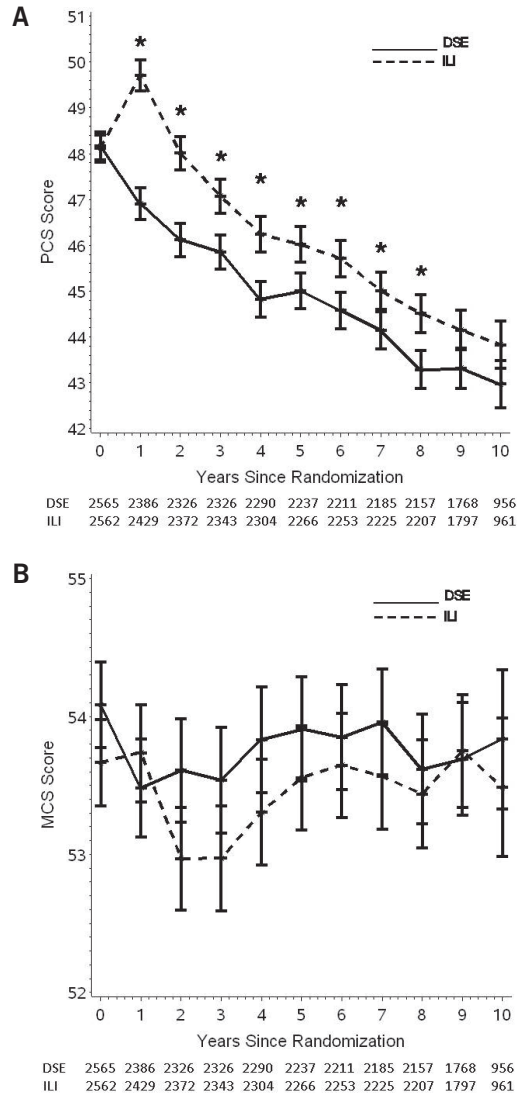 A
51
50
49
48
47
46
45
44
43
42
PCS Score
DSE
ILI
*
*
*
*
*
*
*
*
0 1 2 3 4 5 6 7 8 9 10
Years Since Randomization
DSE 2565 2386 2326 2326 2290 2237 2211 2185 2157 1768 956
ILI 2562 2429 2372 2343 2304 2266 2253 2225 2207 1797 961
B
55
54
53
52
MCS Score
DSE
ILI
0 1 2 3 4 5 6 7 8 9 10
Years Since Randomization
DSE 2565 2386 2326 2326 2290 2237 2211 2185 2157 1768 956
ILI 2562 2429 2372 2343 2304 2266 2253 2225 2207 1797 961